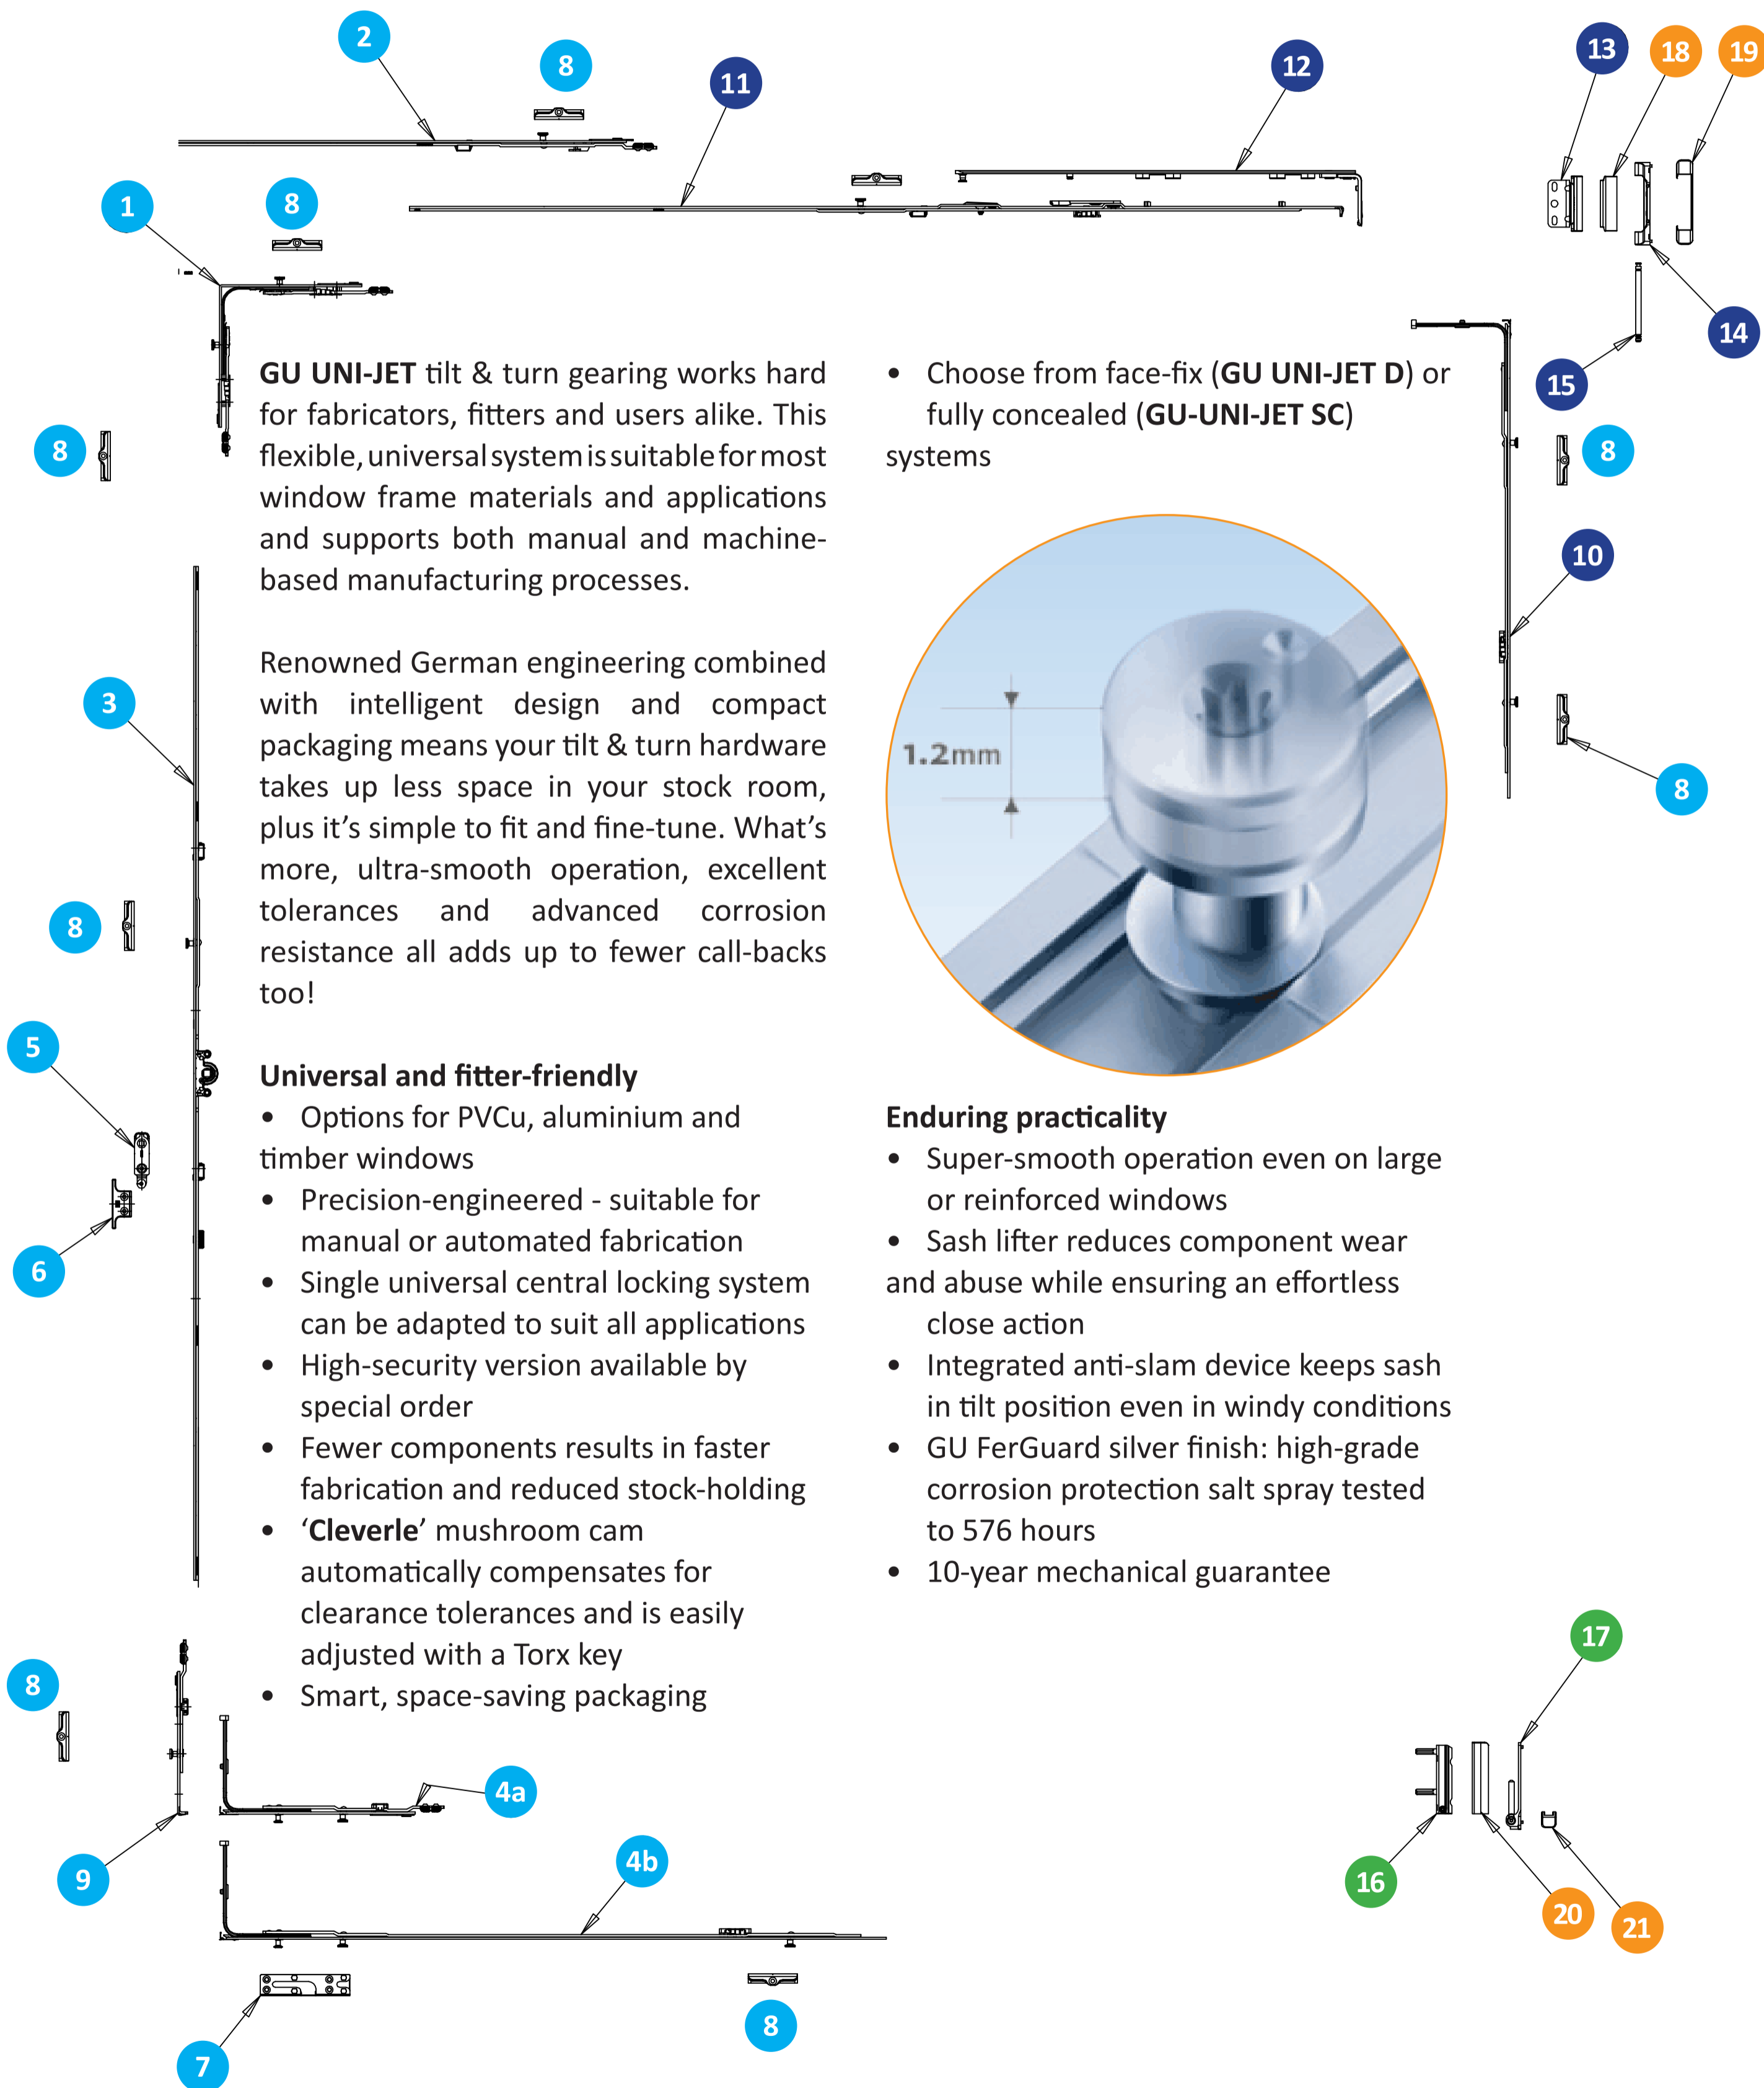 2
8
11
12
13
18
19
1
8
14
15
GU UNI-JET tilt & turn gearing works hard
for fabricators, fitters and users alike. This
flexible, universal system is suitable for most
window frame materials and applications
and supports both manual and machine-
based manufacturing processes.
Renowned German engineering combined
with intelligent design and compact
packaging means your tilt & turn hardware
takes up less space in your stock room,
plus it's simple to fit and fine-tune. What's
more, ultra-smooth operation, excellent
tolerances and advanced corrosion
resistance all adds up to fewer call-backs
too!
Universal and fitter-friendly
• Options for PVCu, aluminium and
timber windows
• Precision-engineered - suitable for
manual or automated fabrication
• Single universal central locking system
can be adapted to suit all applications
• High-security version available by
special order
• Fewer components results in faster
fabrication and reduced stock-holding
• ‘Cleverle’ mushroom cam
automatically compensates for
clearance tolerances and is easily
adjusted with a Torx key
• Smart, space-saving packaging
• Choose from face-fix (GU UNI-JET D) or
fully concealed (GU-UNI-JET SC)
systems
1.2mm
Enduring practicality
• Super-smooth operation even on large
or reinforced windows
• Sash lifter reduces component wear
and abuse while ensuring an effortless
close action
• Integrated anti-slam device keeps sash
in tilt position even in windy conditions
• GU FerGuard silver finish: high-grade
corrosion protection salt spray tested
to 576 hours
• 10-year mechanical guarantee
8
8
10
3
8
8
5
6
8
17
4a
9
4b
16
20
21
8
7